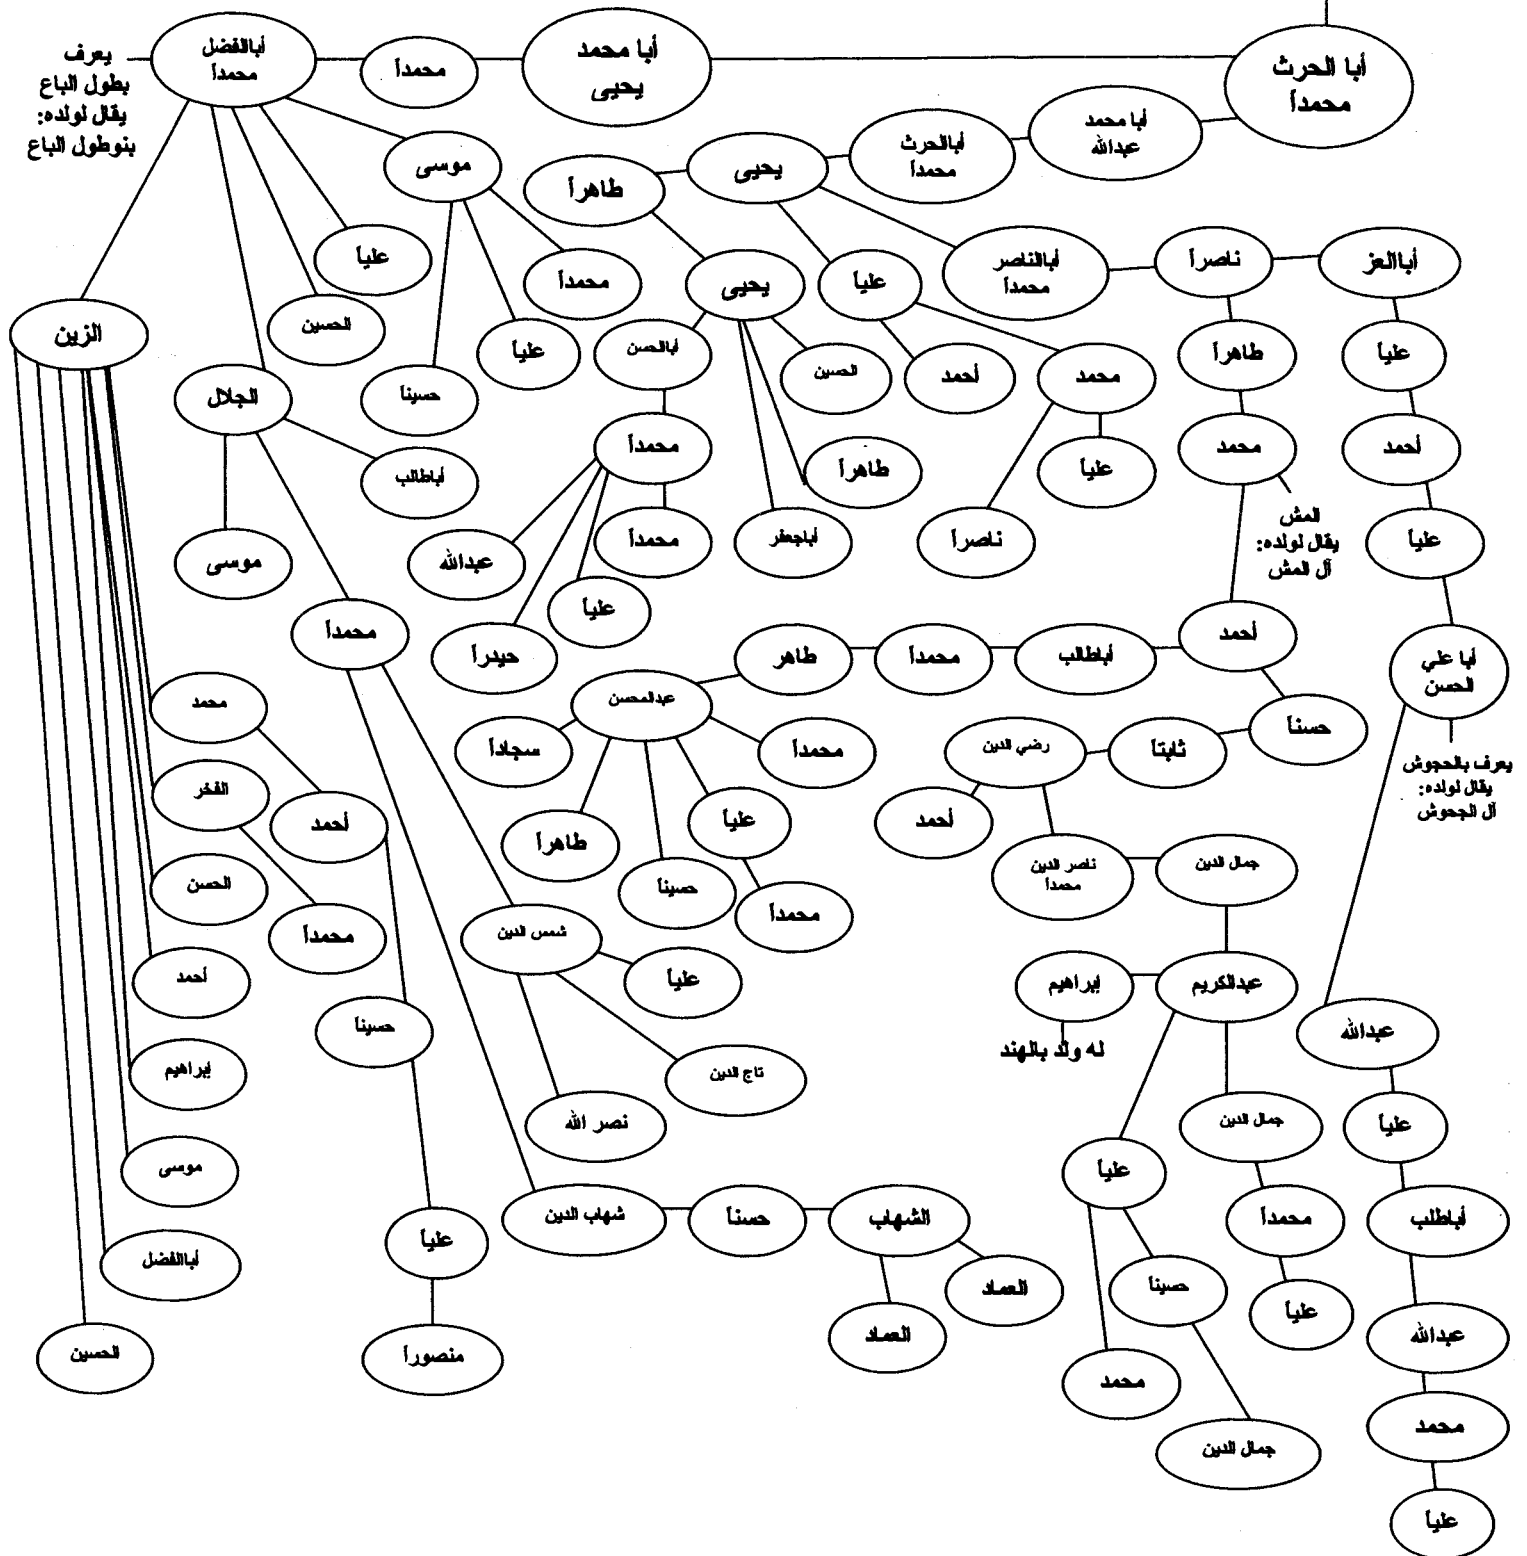 أبا الحرث
محمداً
أبا محمد
يحيى
محمداً
أباالفضل
محمداً
يعرف
بطول الباع
يقال لولده:
بنوطول الباع
أبا محمد
عبدالله
أباالحرث
محمداً
يحيى
طاهراً
موسى
أباالعز
ناصراً
أباالناصر
محمداً
علياً
يحيى
محمداً
علياً
الحسين
علياً
حسيناً
الزين
علياً
طاهراً
محمد
أحمد
الحسين
أباالحسن
الجلال
أباطالب
موسى
أحمد
محمد
علياً
ناصراً
طاهراً
أباجعفر
محمداً
محمداً
علياً
حيدراً
عبدالله
المش
يقال لولده:
آل المش
علياً
أبا علي
الحسن
يعرف بالحجوش
يقال لولده:
آل الجحوش
أحمد
أباطالب
محمداً
طاهر
عبدالمحسن
محمداً
حسناً
ثابتاً
رضي الدين
أحمد
محمداً
علياً
محمداً
حسيناً
طاهراً
سجاداً
محمد
الفخر
أحمد
الحسن
محمداً
أحمد
حسيناً
إبراهيم
موسى
أباالفضل
الحسين
علياً
منصوراً
شمس الدين
علياً
تاج الدين
نصر الله
شهاب الدين
حسناً
الشهاب
العماد
العماد
ناصر الدين
محمداً
جمال الدين
عبدالكريم
إبراهيم
له ولد بالهند
علياً
جمال الدين
محمداً
علياً
حسيناً
محمد
جمال الدين
عبدالله
علياً
أباطلب
عبدالله
محمد
علياً